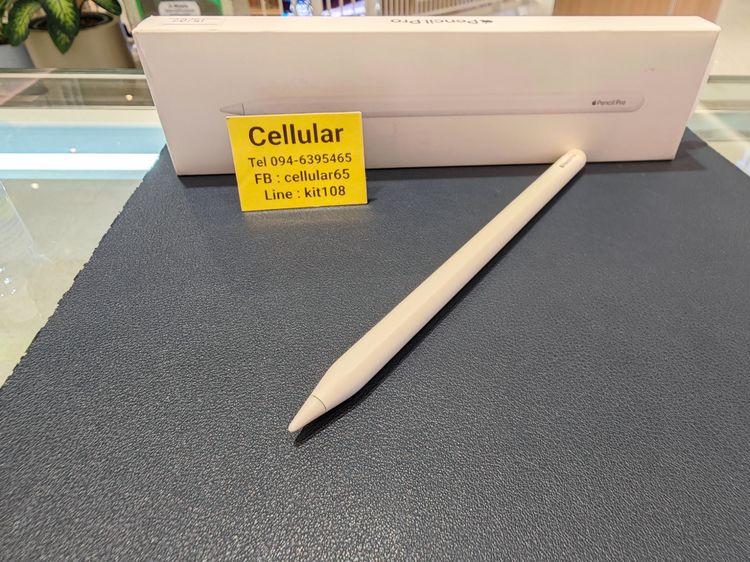 Pencil Pro
Pencil Pro
Cellular
Tel 094-6395465
FB : cellular65
Line : kit108